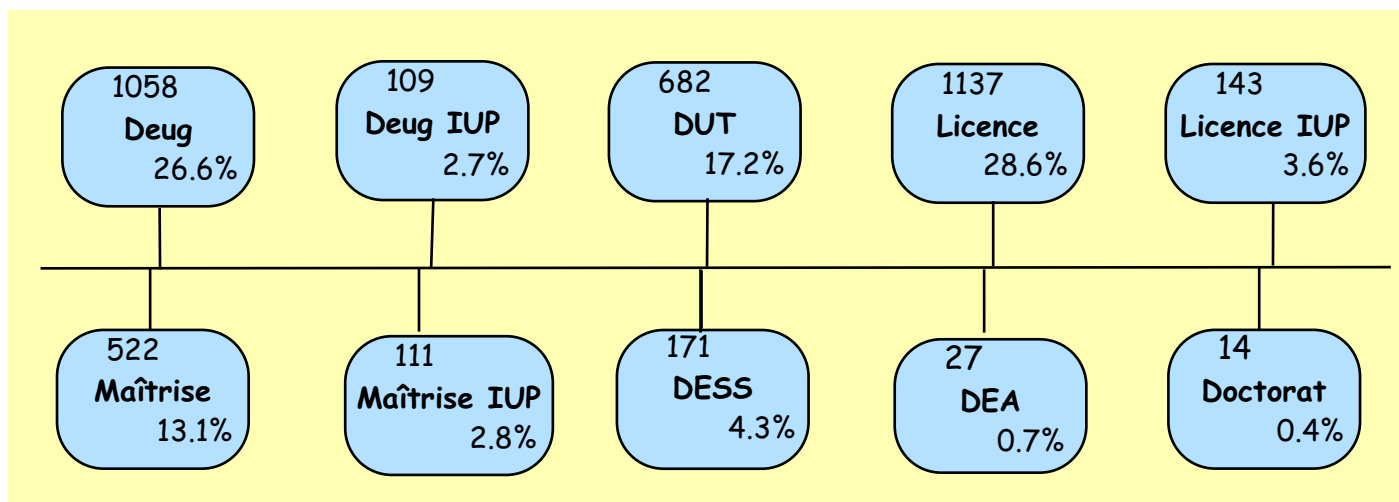 1058
Deug
26.6%
109
Deug IUP
2.7%
682
DUT
17.2%
1137
Licence
28.6%
143
Licence IUP
3.6%
522
Maîtrise
13.1%
111
Maîtrise IUP
2.8%
171
DESS
4.3%
27
DEA
0.7%
14
Doctorat
0.4%